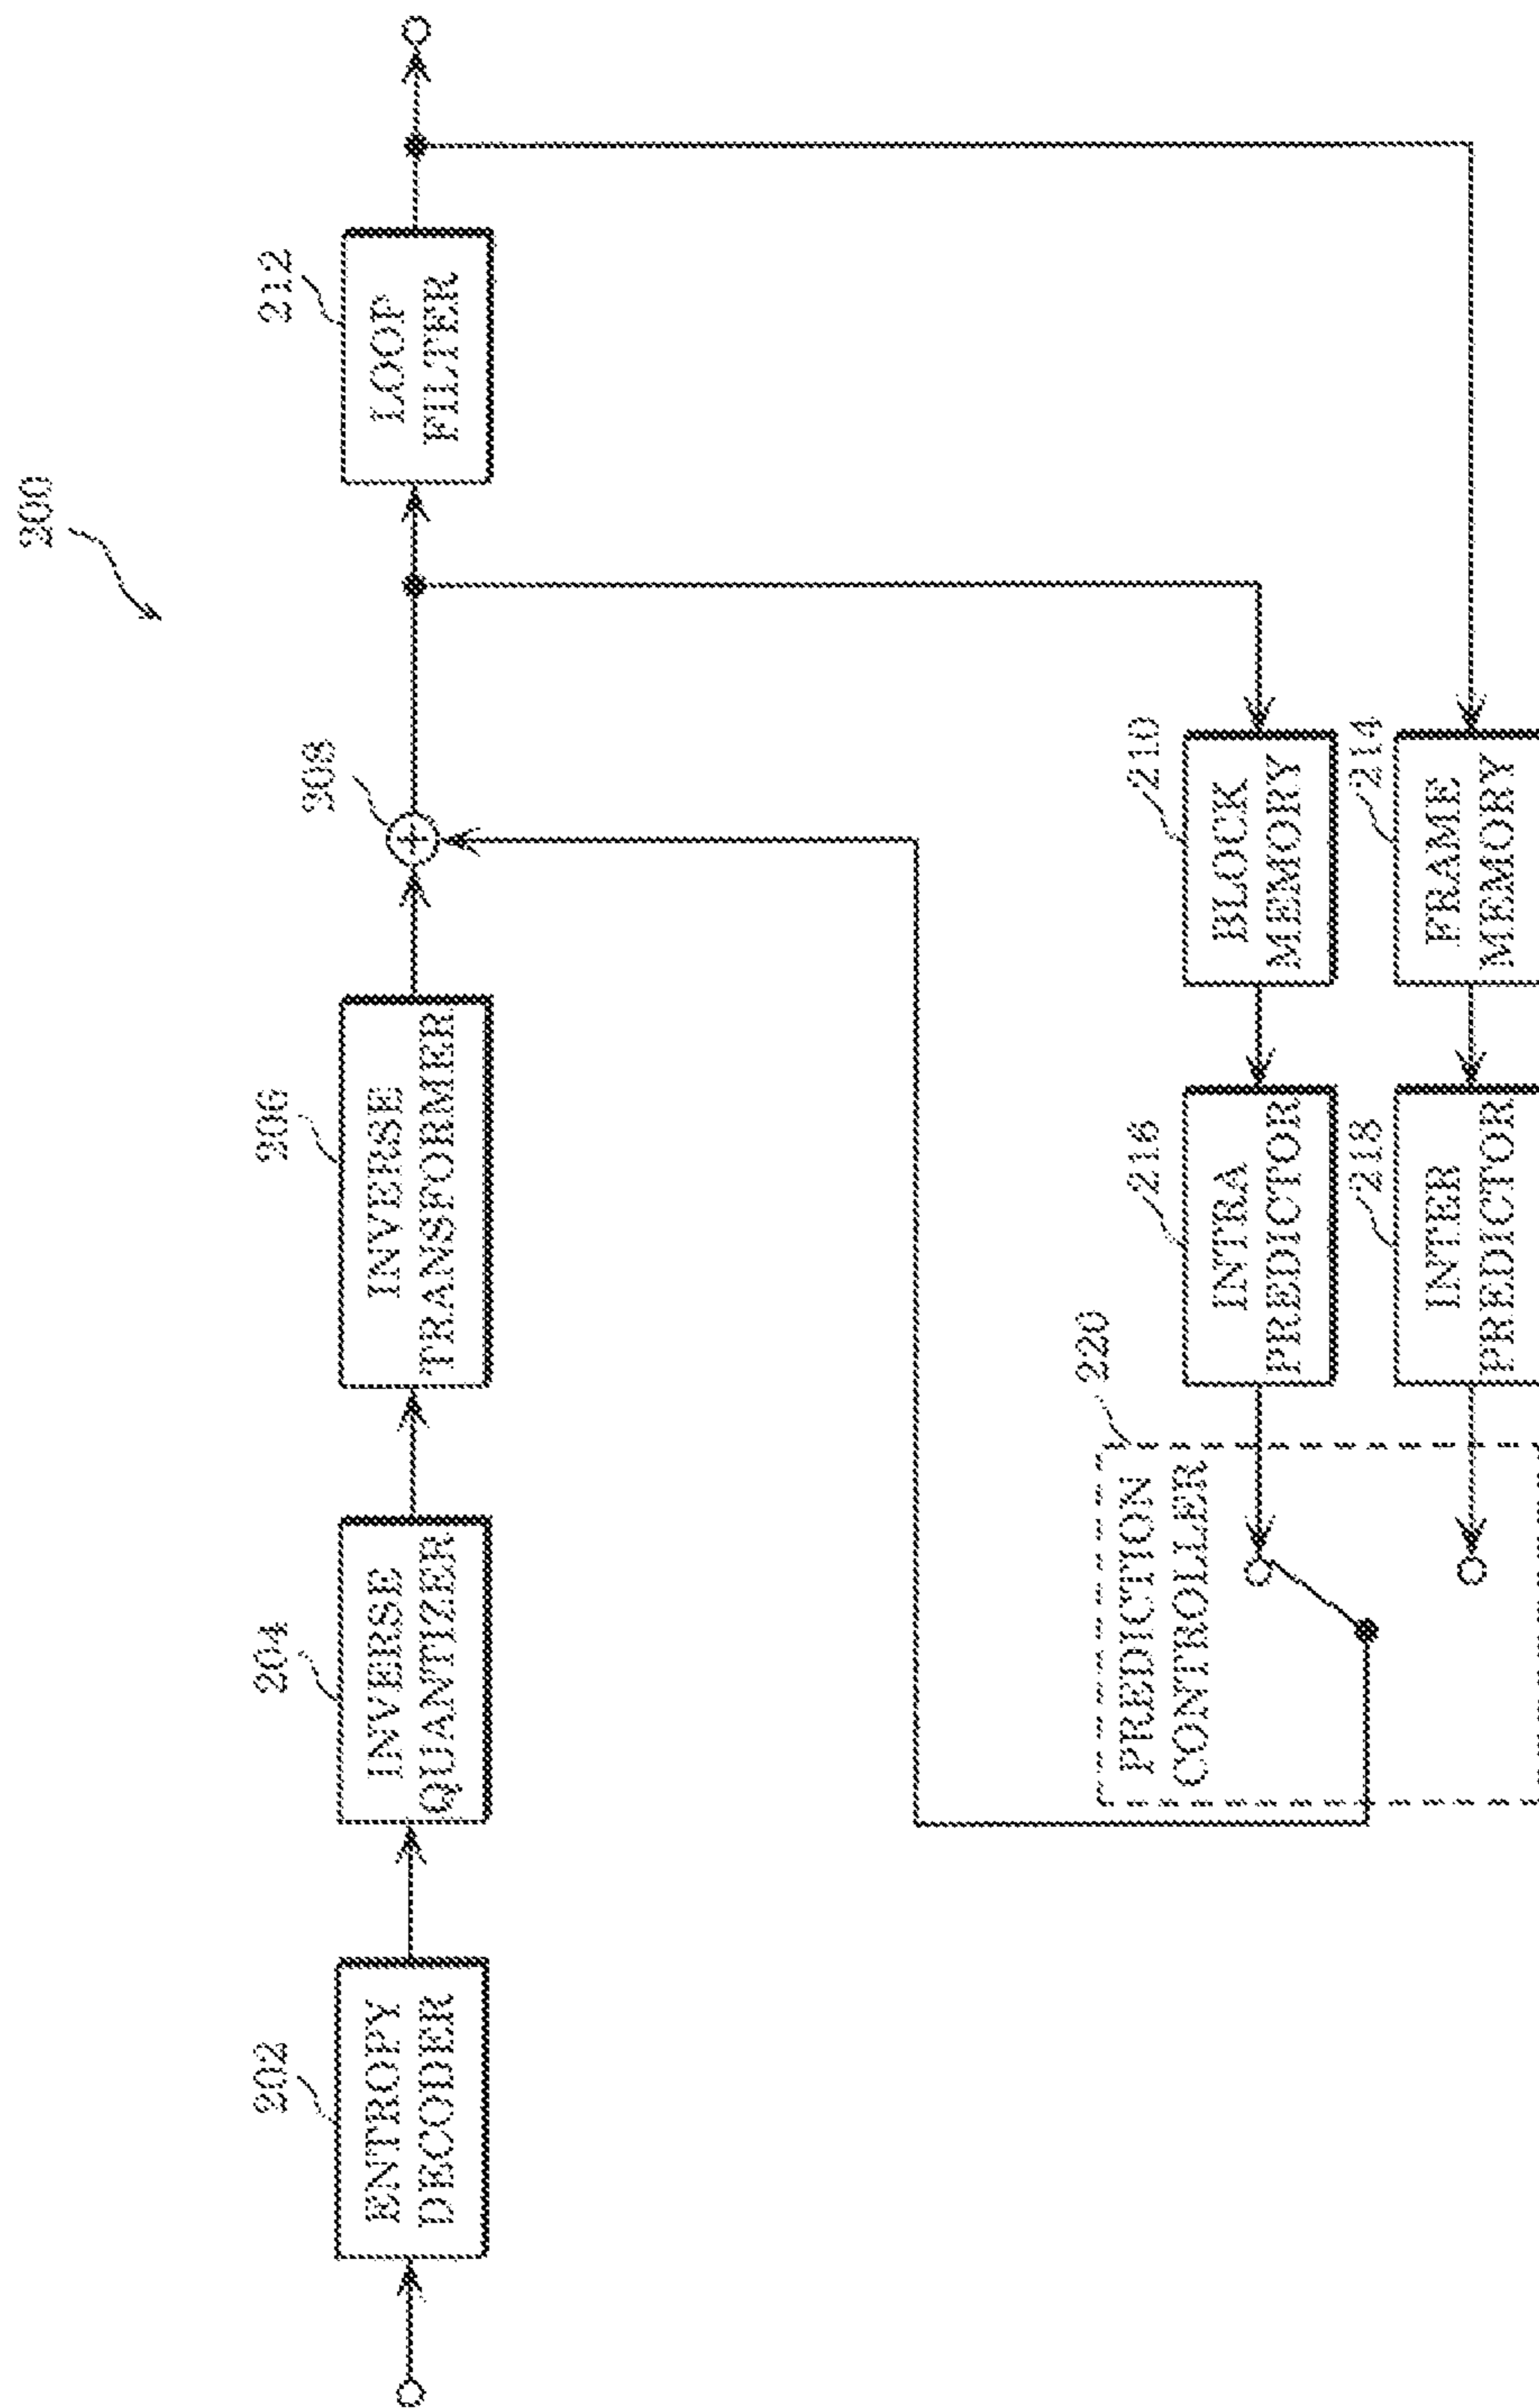 200
202
ENTROPY
DECODER
204
INVERSE
QUANTIZER
206
INVERSE
TRANSFORMER
208
+
212
LOOP
FILTER
220
PREDICTION
CONTROLLER
216
INTRA
PREDICTOR
210
BLOCK
MEMORY
218
INTER
PREDICTOR
214
FRAME
MEMORY